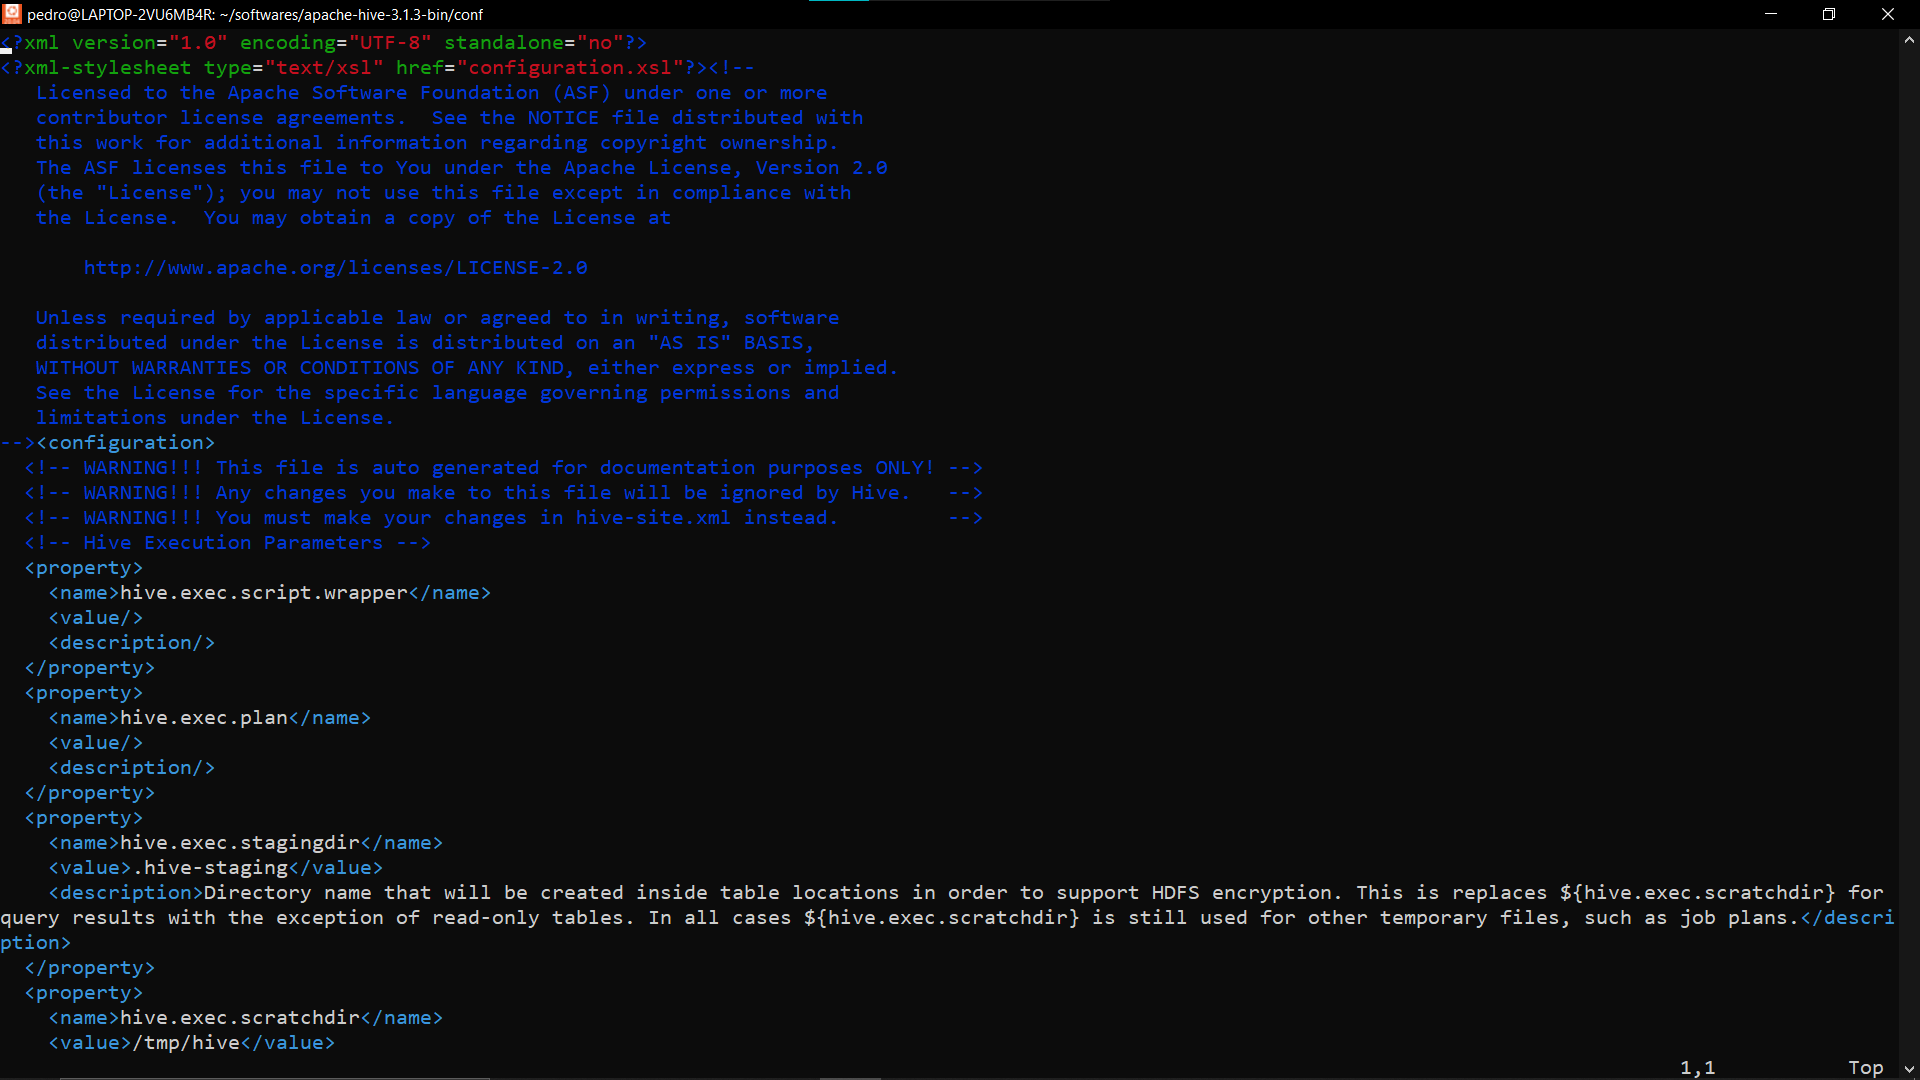 pedro@LAPTOP-2VU6MB4R: ~/softwares/apache-hive-3.1.3-bin/conf
<?xml version="1.0" encoding="UTF-8" standalone="no"?>
<?xml-stylesheet type="text/xsl" href="configuration.xsl"?><!--
   Licensed to the Apache Software Foundation (ASF) under one or more
   contributor license agreements.  See the NOTICE file distributed with
   this work for additional information regarding copyright ownership.
   The ASF licenses this file to You under the Apache License, Version 2.0
   (the "License"); you may not use this file except in compliance with
   the License.  You may obtain a copy of the License at
       http://www.apache.org/licenses/LICENSE-2.0
   Unless required by applicable law or agreed to in writing, software
   distributed under the License is distributed on an "AS IS" BASIS,
   WITHOUT WARRANTIES OR CONDITIONS OF ANY KIND, either express or implied.
   See the License for the specific language governing permissions and
   limitations under the License.
--><configuration>
  <!-- WARNING!!! This file is auto generated for documentation purposes ONLY! -->
  <!-- WARNING!!! Any changes you make to this file will be ignored by Hive.   -->
  <!-- WARNING!!! You must make your changes in hive-site.xml instead.         -->
  <!-- Hive Execution Parameters -->
  <property>
    <name>hive.exec.script.wrapper</name>
    <value/>
    <description/>
  </property>
  <property>
    <name>hive.exec.plan</name>
    <value/>
    <description/>
  </property>
  <property>
    <name>hive.exec.stagingdir</name>
    <value>.hive-staging</value>
    <description>Directory name that will be created inside table locations in order to support HDFS encryption. This is replaces ${hive.exec.scratchdir} for
query results with the exception of read-only tables. In all cases ${hive.exec.scratchdir} is still used for other temporary files, such as job plans.</descri
ption>
  </property>
  <property>
    <name>hive.exec.scratchdir</name>
    <value>/tmp/hive</value>
1,1 Top